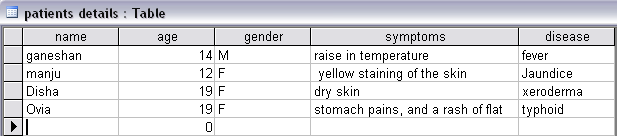 patients details : Table
name age gender symptoms disease
ganeshan 14 M raise in temperature fever
manju 12 F yellow staining of the skin Jaundice
Disha 19 F dry skin xeroderma
Ovia 19 F stomach pains, and a rash of flat typhoid
0